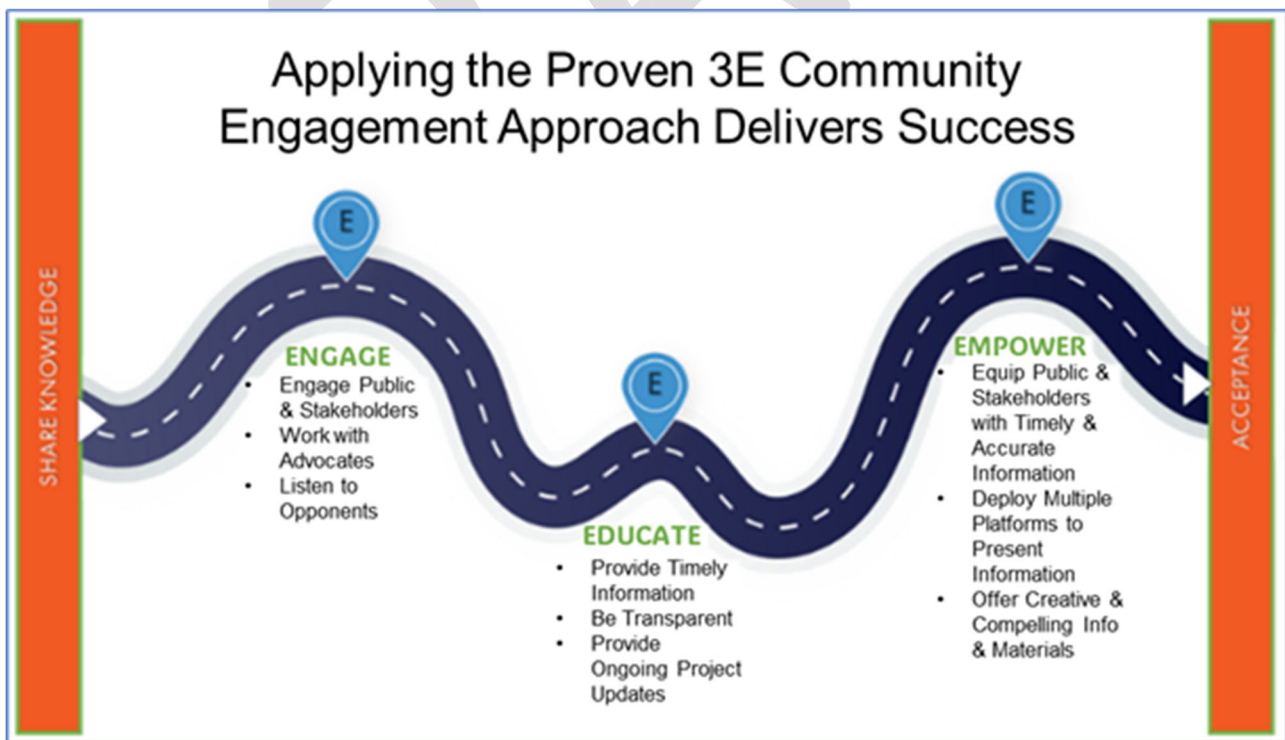 Applying the Proven 3E Community
Engagement Approach Delivers Success
SHARE KNOWLEDGE
E
ENGAGE
• Engage Public
& Stakeholders
• Work with
Advocates
• Listen to
Opponents
E
EDUCATE
• Provide Timely
Information
• Be Transparent
• Provide
Ongoing Project
Updates
E
EMPOWER
• Equip Public &
Stakeholders
with Timely &
Accurate
Information
• Deploy Multiple
Platforms to
Present
Information
• Offer Creative &
Compelling Info
& Materials
ACCEPTANCE